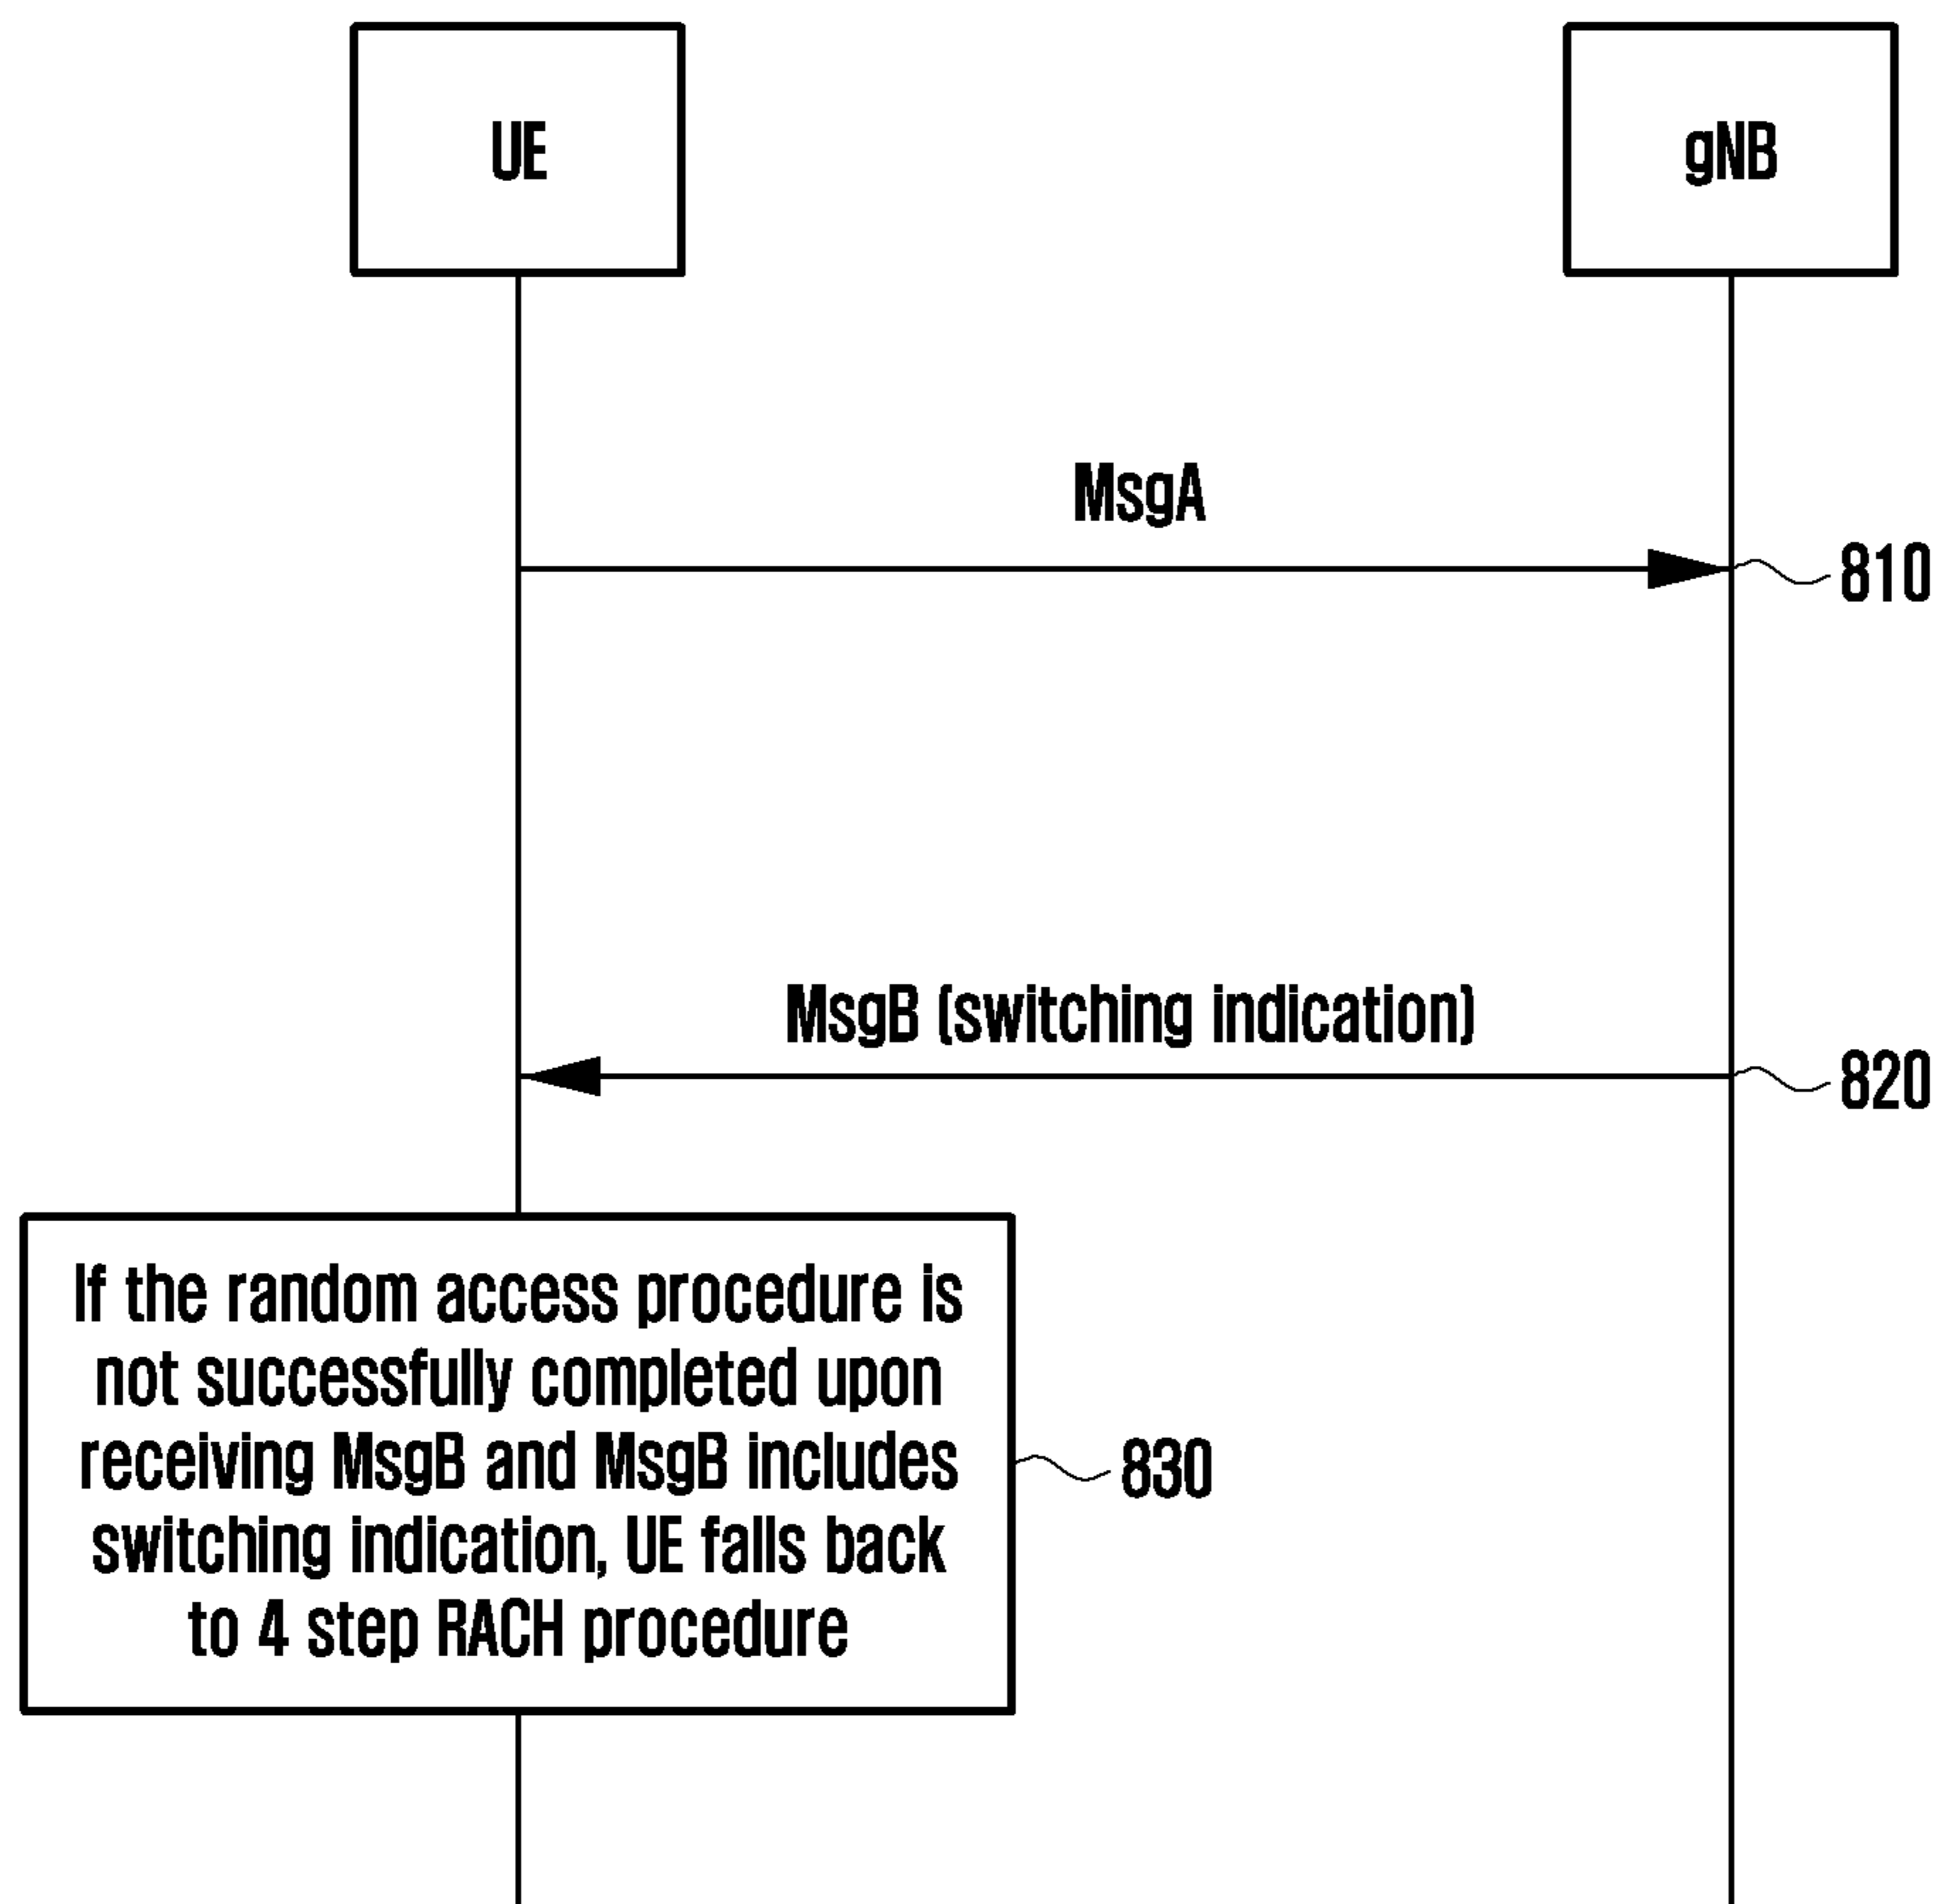 UE
gNB
MsgA
810
MsgB (switching indication)
820
If the random access procedure is
not successfully completed upon
receiving MsgB and MsgB includes
switching indication, UE falls back
to 4 step RACH procedure
830